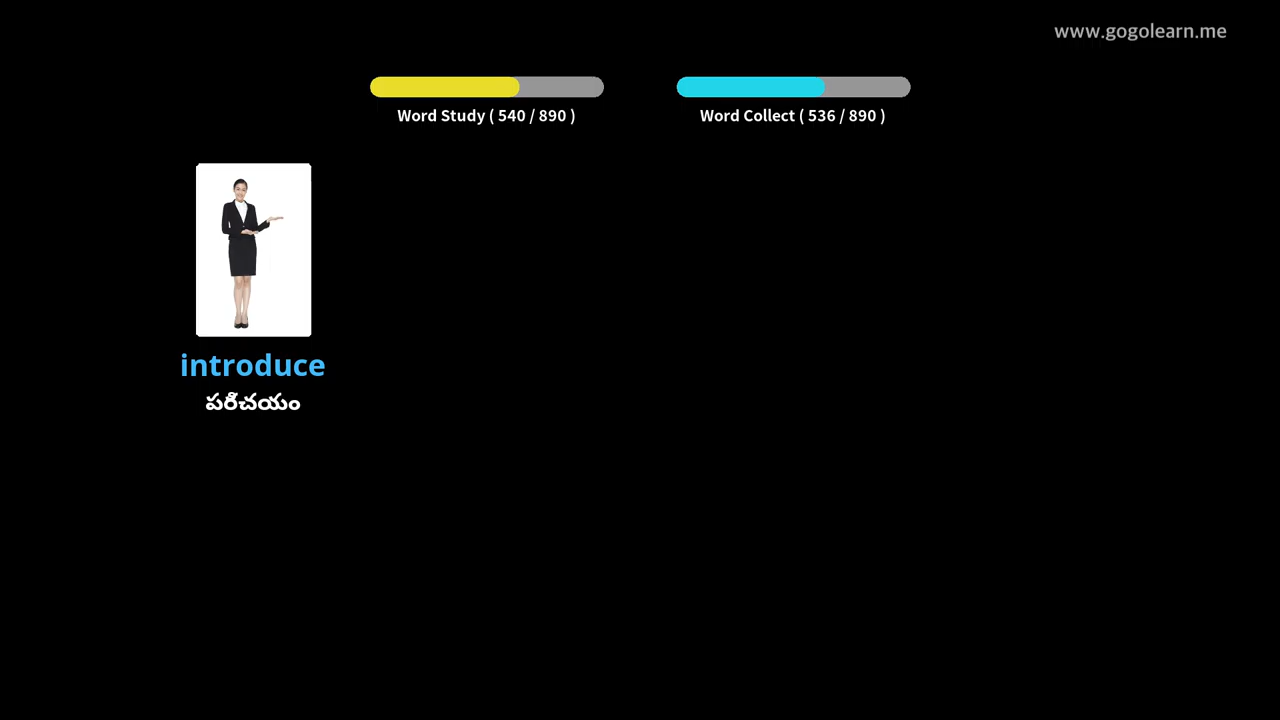 www.gogolearn.me
Word Study ( 540 / 890 )
Word Collect ( 536 / 890 )
introduce
పరిచయం